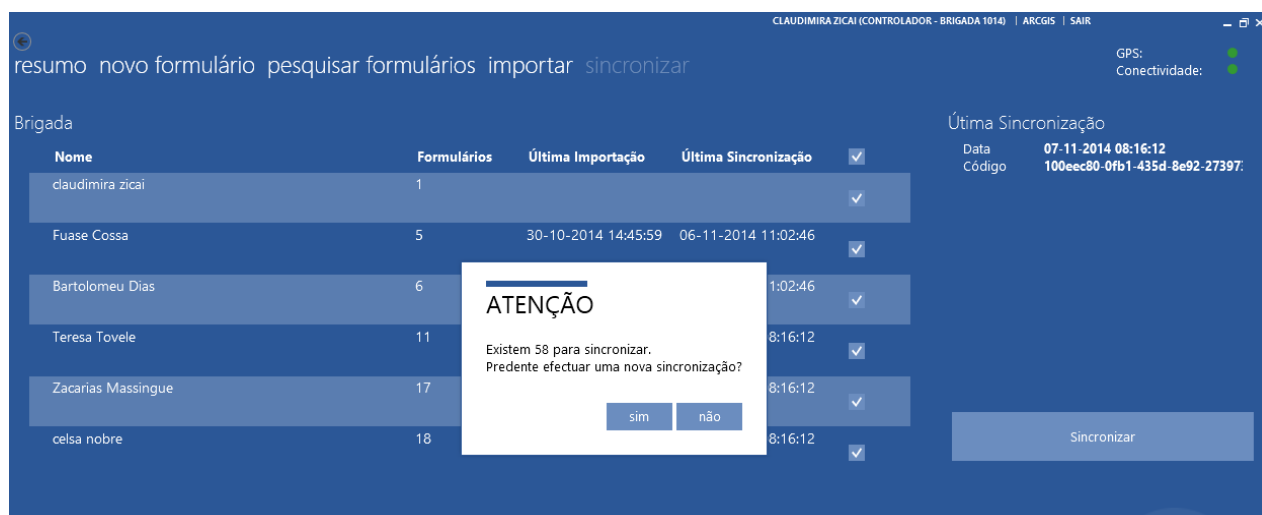 CLAUDIMIRA ZICAI (CONTROLADOR - BRIGADA 1014) | ARCGIS | SAIR
resumo novo formulário pesquisar formulários importar sincronizar
GPS:
Conectividade:
Brigada
Nome Formulários Última Importação Última Sincronização
claudimira zicai 1
Fuase Cossa 5 30-10-2014 14:45:59 06-11-2014 11:02:46
Bartolomeu Dias 6 1:02:46
Teresa Tovele 11 8:16:12
Zacarias Massingue 17 8:16:12
celsa nobre 18 8:16:12
ATENÇÃO
Existem 58 para sincronizar.
Predente efectuar uma nova sincronização?
sim não
Útima Sincronização
Data 07-11-2014 08:16:12
Código 100eec80-0fb1-435d-8e92-27397
Sincronizar